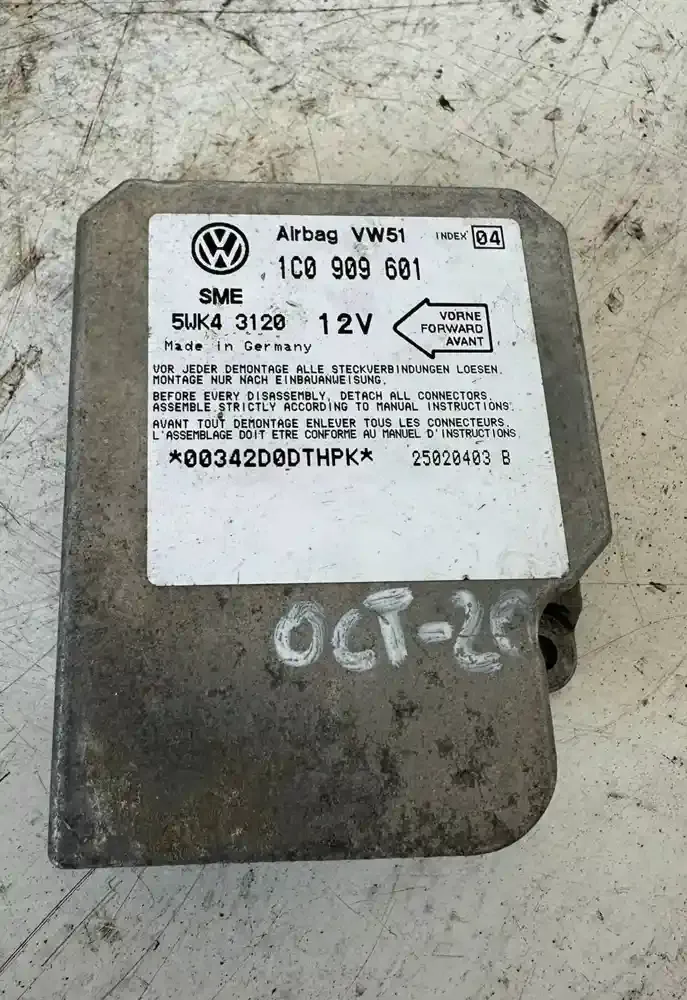 Airbag VW51 INDEX 04
1C0 909 601
SME
5WK4 3120 12V
VORNE
FORWARD
AVANT
Made in Germany
VOR JEDER DEMONTAGE ALLE STECKVERBINDUNGEN LOESEN.
MONTAGE NUR NACH EINBAUANWEISUNG.
BEFORE EVERY DISASSEMBLY, DETACH ALL CONNECTORS.
ASSEMBLE STRICTLY ACCORDING TO MANUAL INSTRUCTIONS.
AVANT TOUT DEMONTAGE ENLEVER TOUS LES CONNECTEURS.
L'ASSEMBLAGE DOIT ETRE CONFORME AU MANUEL D'INSTRUCTIONS.
*00342D0DTHPK* 25020403 B
OCT-20